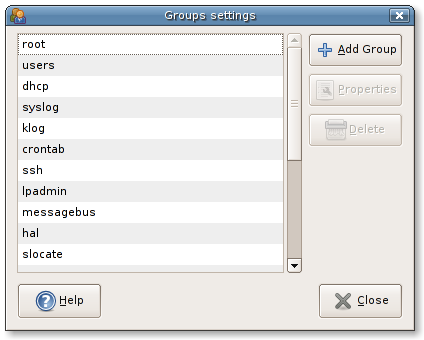 Groups settings
root
users
dhcp
syslog
klog
crontab
ssh
lpadmin
messagebus
hal
slocate
Add Group
Properties
Delete
Help
Close